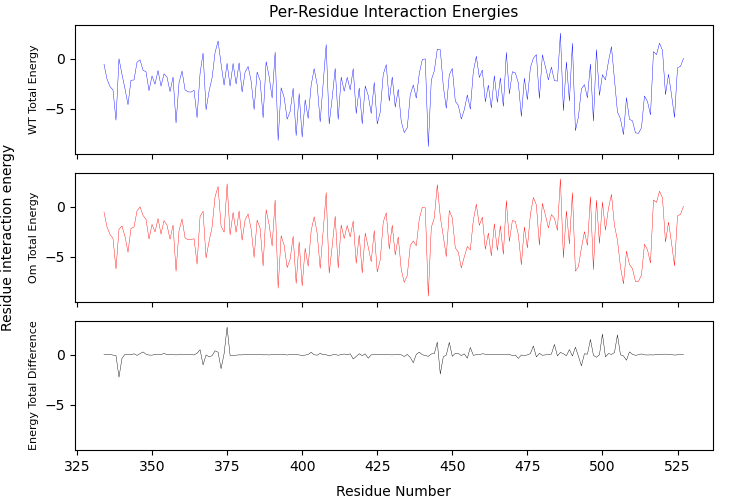 Per-Residue Interaction Energies
Residue interaction energy
WT Total Energy
0
−5
Om Total Energy
0
−5
Energy Total Difference
0
−5
325 350 375 400 425 450 475 500 525
Residue Number